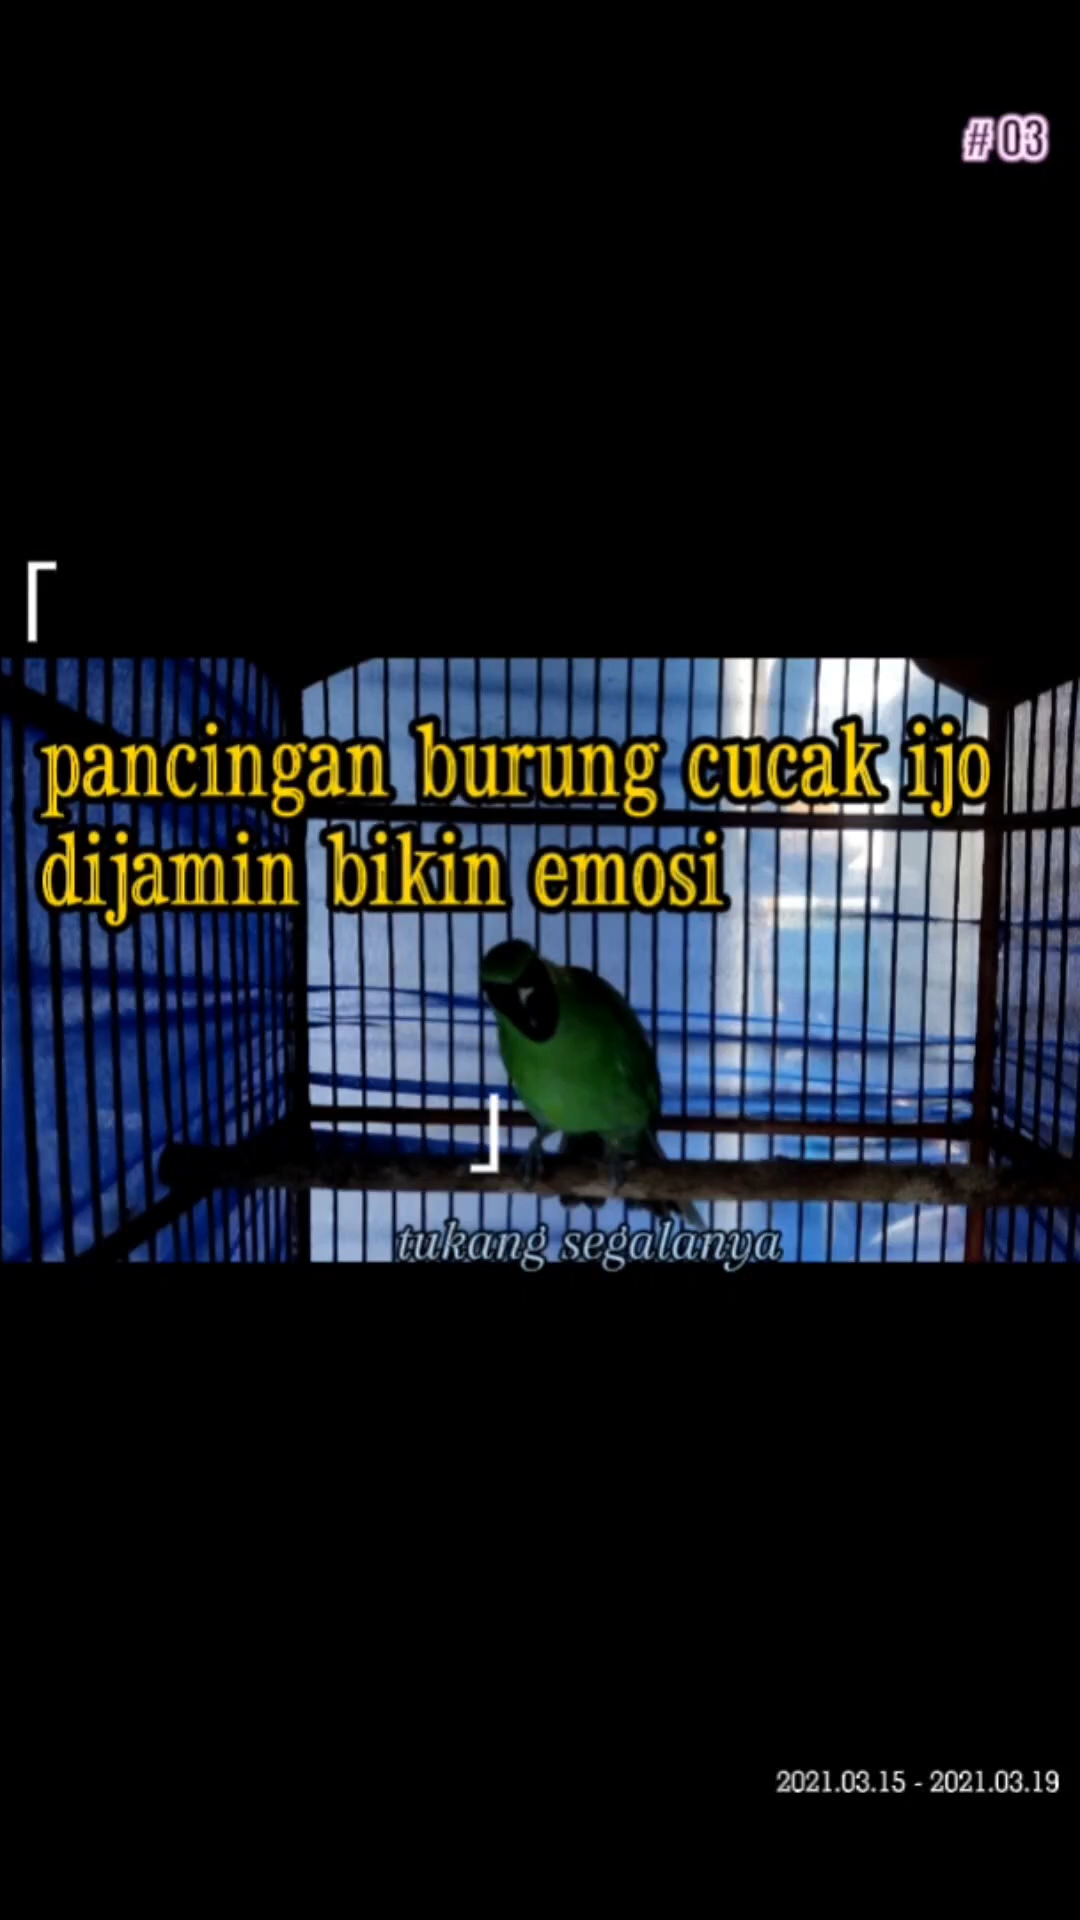 #03
pancingan burung cucak ijo
dijamin bikin emosi
tukang segalanya
2021.03.15 - 2021.03.19